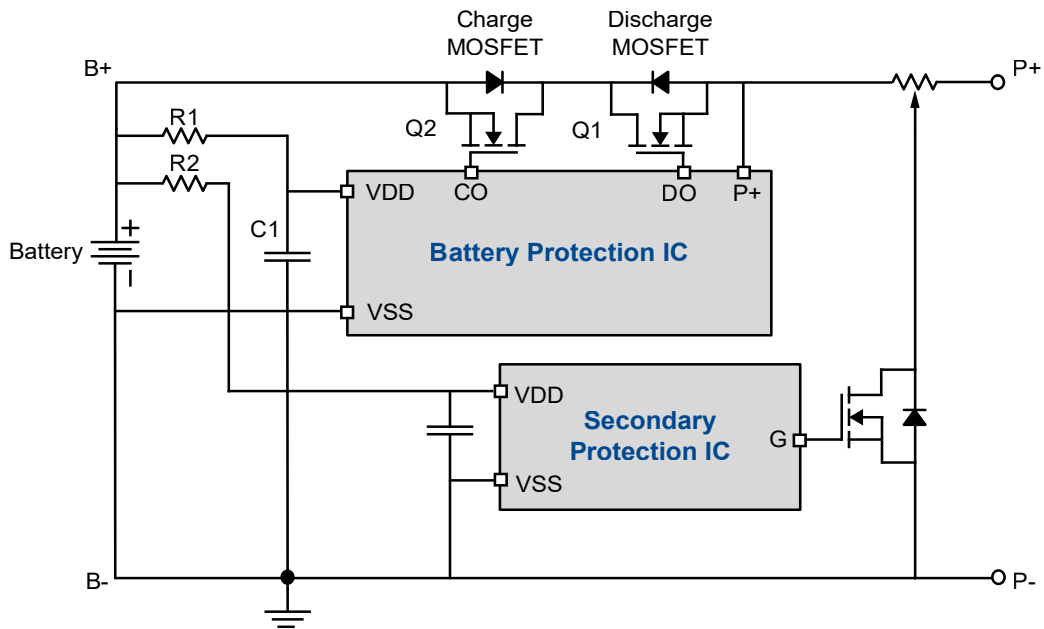 Charge
MOSFET
Discharge
MOSFET
B+
P+
R1
Q2
Q1
R2
VDD
CO
DO
P+
C1
+
Battery
Battery Protection IC
VSS
VDD
Secondary
Protection IC
G
VSS
B-
P-